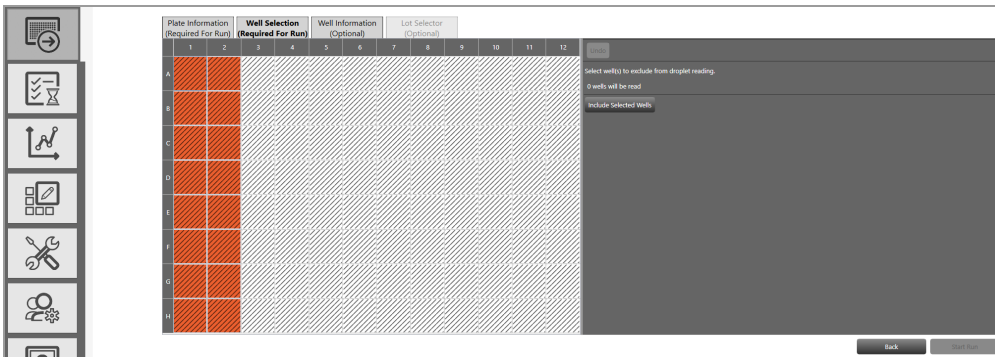 Plate Information
(Required For Run)
Well Selection
(Required For Run)
Well Information
(Optional)
Lot Selector
(Optional)
1 2 3 4 5 6 7 8 9 10 11 12
Undo
A
Select well(s) to exclude from droplet reading.
0 wells will be read
B
Include Selected Wells
C
D
E
F
G
H
Back
Start Run